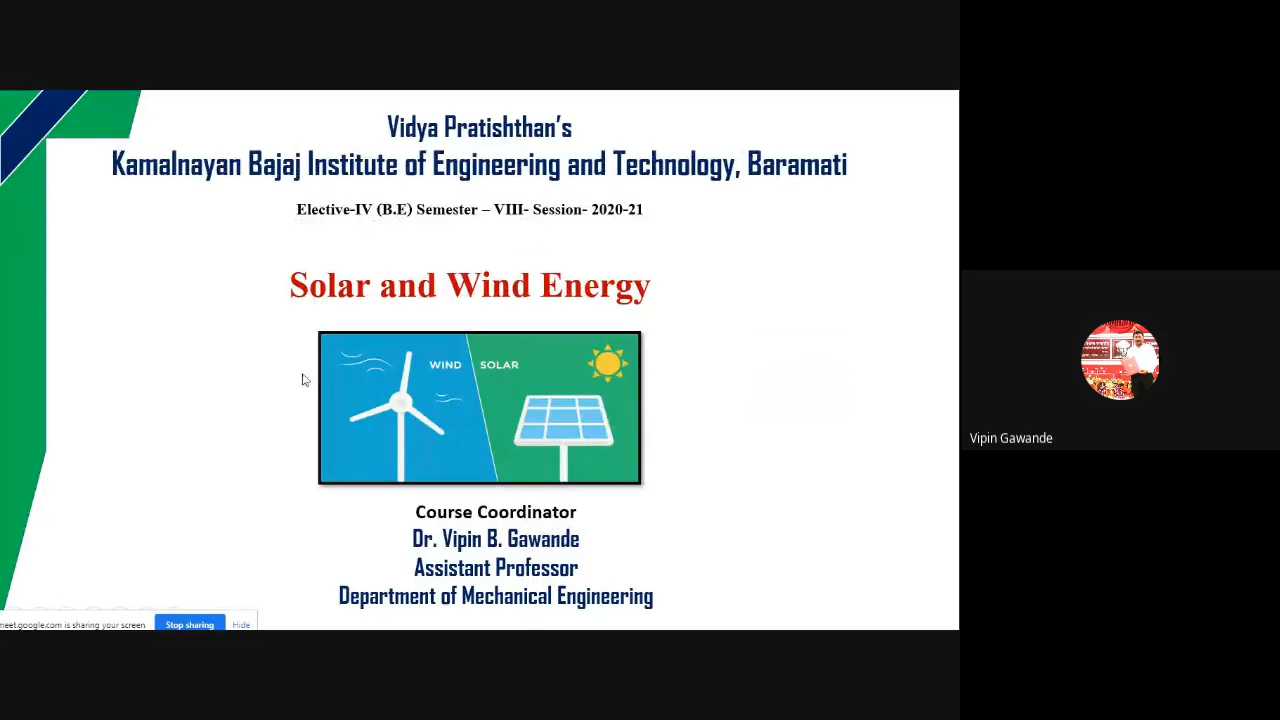 Vidya Pratishthan's
Kamalnayan Bajaj Institute of Engineering and Technology, Baramati
Elective-IV (B.E) Semester – VIII- Session- 2020-21
Solar and Wind Energy
WIND SOLAR
Course Coordinator
Dr. Vipin B. Gawande
Assistant Professor
Department of Mechanical Engineering
meet.google.com is sharing your screen Stop sharing Hide
Vipin Gawande